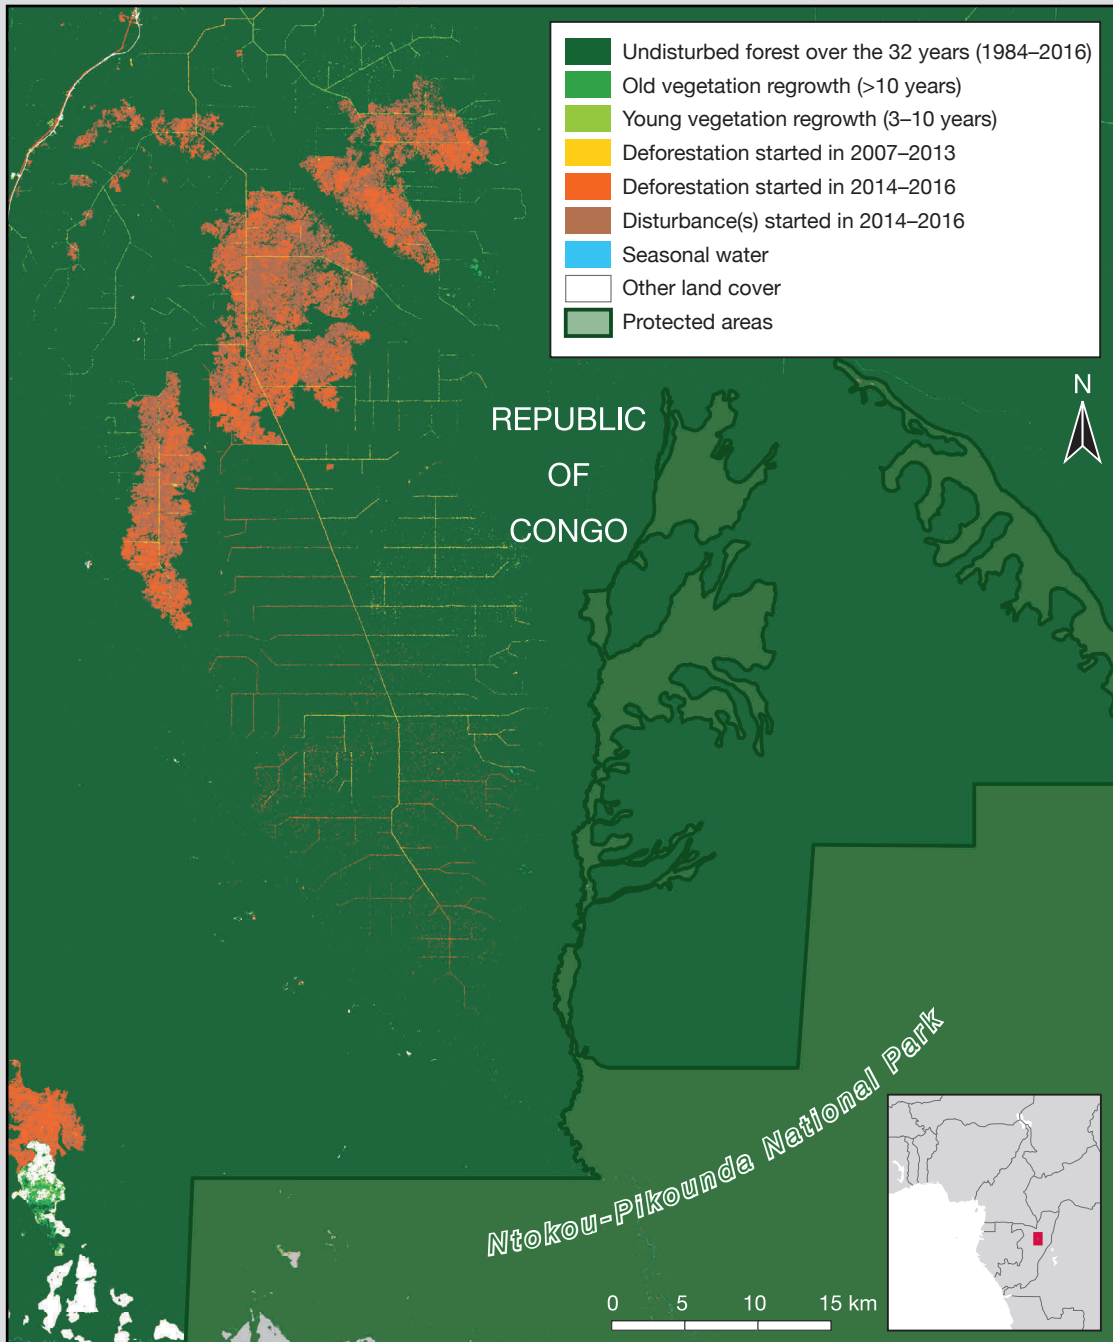 Undisturbed forest over the 32 years (1984–2016)
Old vegetation regrowth (>10 years)
Young vegetation regrowth (3–10 years)
Deforestation started in 2007–2013
Deforestation started in 2014–2016
Disturbance(s) started in 2014–2016
Seasonal water
Other land cover
Protected areas
N
REPUBLIC
OF
CONGO
Ntokou-Pikounda National Park
0 5 10 15 km